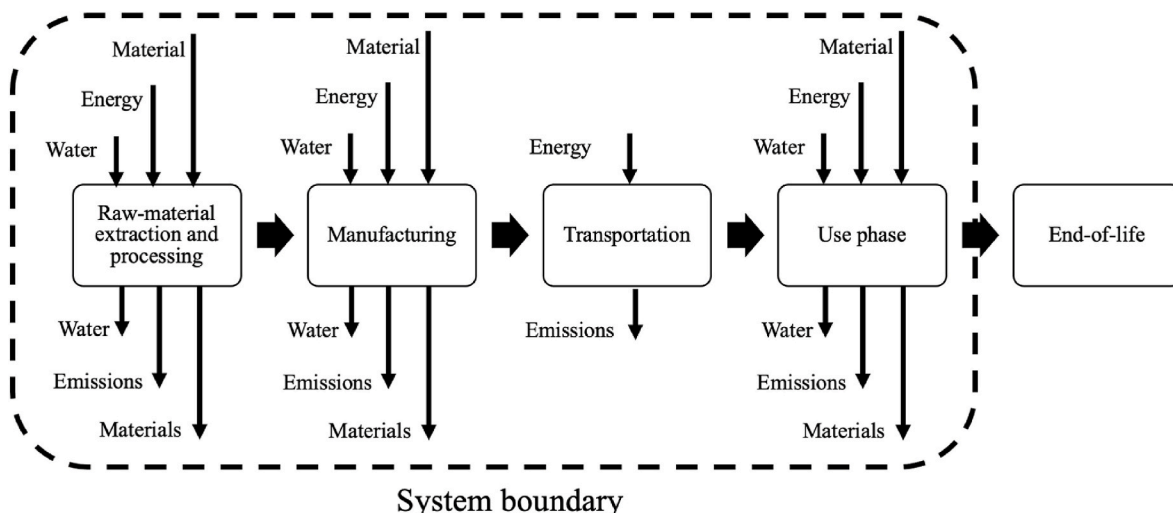 Material
Energy
Water
Raw-material
extraction and
processing
Water
Emissions
Materials
Material
Energy
Water
Manufacturing
Water
Emissions
Materials
Energy
Transportation
Emissions
Material
Energy
Water
Use phase
Water
Emissions
Materials
End-of-life
System boundary